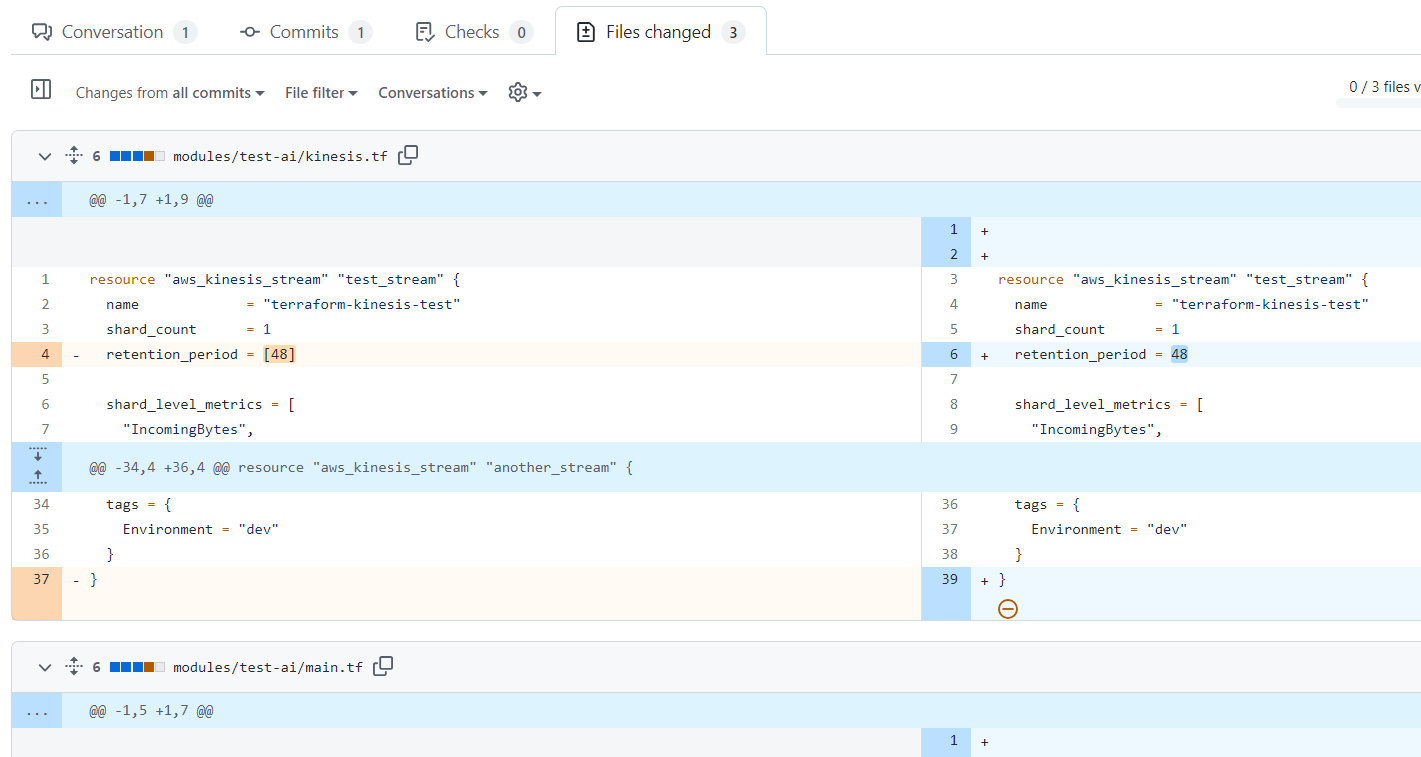 Conversation 1 Commits 1 Checks 0 Files changed 3
Changes from all commits File filter Conversations 0 / 3 files v
6 modules/test-ai/kinesis.tf
... @@ -1,7 +1,9 @@
1 +
2 +
1 resource "aws_kinesis_stream" "test_stream" { 3 resource "aws_kinesis_stream" "test_stream" {
2 name = "terraform-kinesis-test" 4 name = "terraform-kinesis-test"
3 shard_count = 1 5 shard_count = 1
4 - retention_period = [48] 6 + retention_period = 48
5 7
6 shard_level_metrics = [ 8 shard_level_metrics = [
7 "IncomingBytes", 9 "IncomingBytes",
@@ -34,4 +36,4 @@ resource "aws_kinesis_stream" "another_stream" {
34 tags = { 36 tags = {
35 Environment = "dev" 37 Environment = "dev"
36 } 38 }
37 - } 39 + }
6 modules/test-ai/main.tf
... @@ -1,5 +1,7 @@
1 +